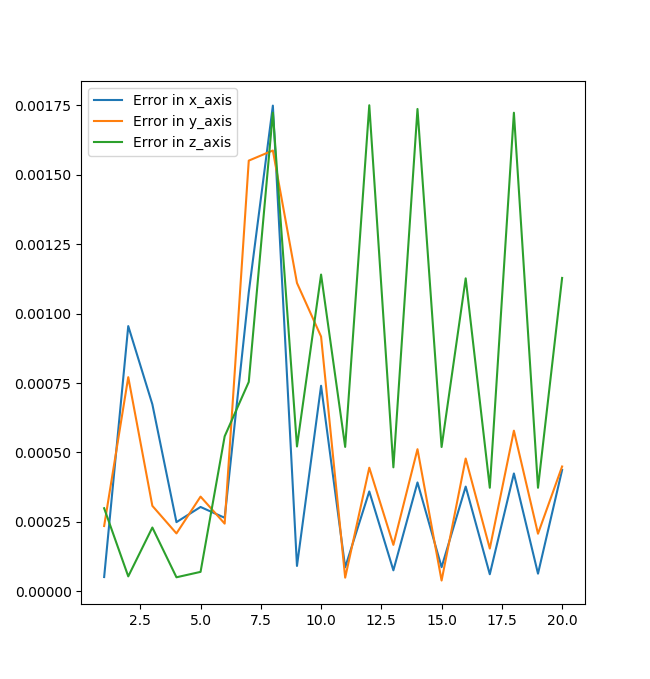 Error in x_axis
Error in y_axis
Error in z_axis
0.00175
0.00150
0.00125
0.00100
0.00075
0.00050
0.00025
0.00000
2.5 5.0 7.5 10.0 12.5 15.0 17.5 20.0